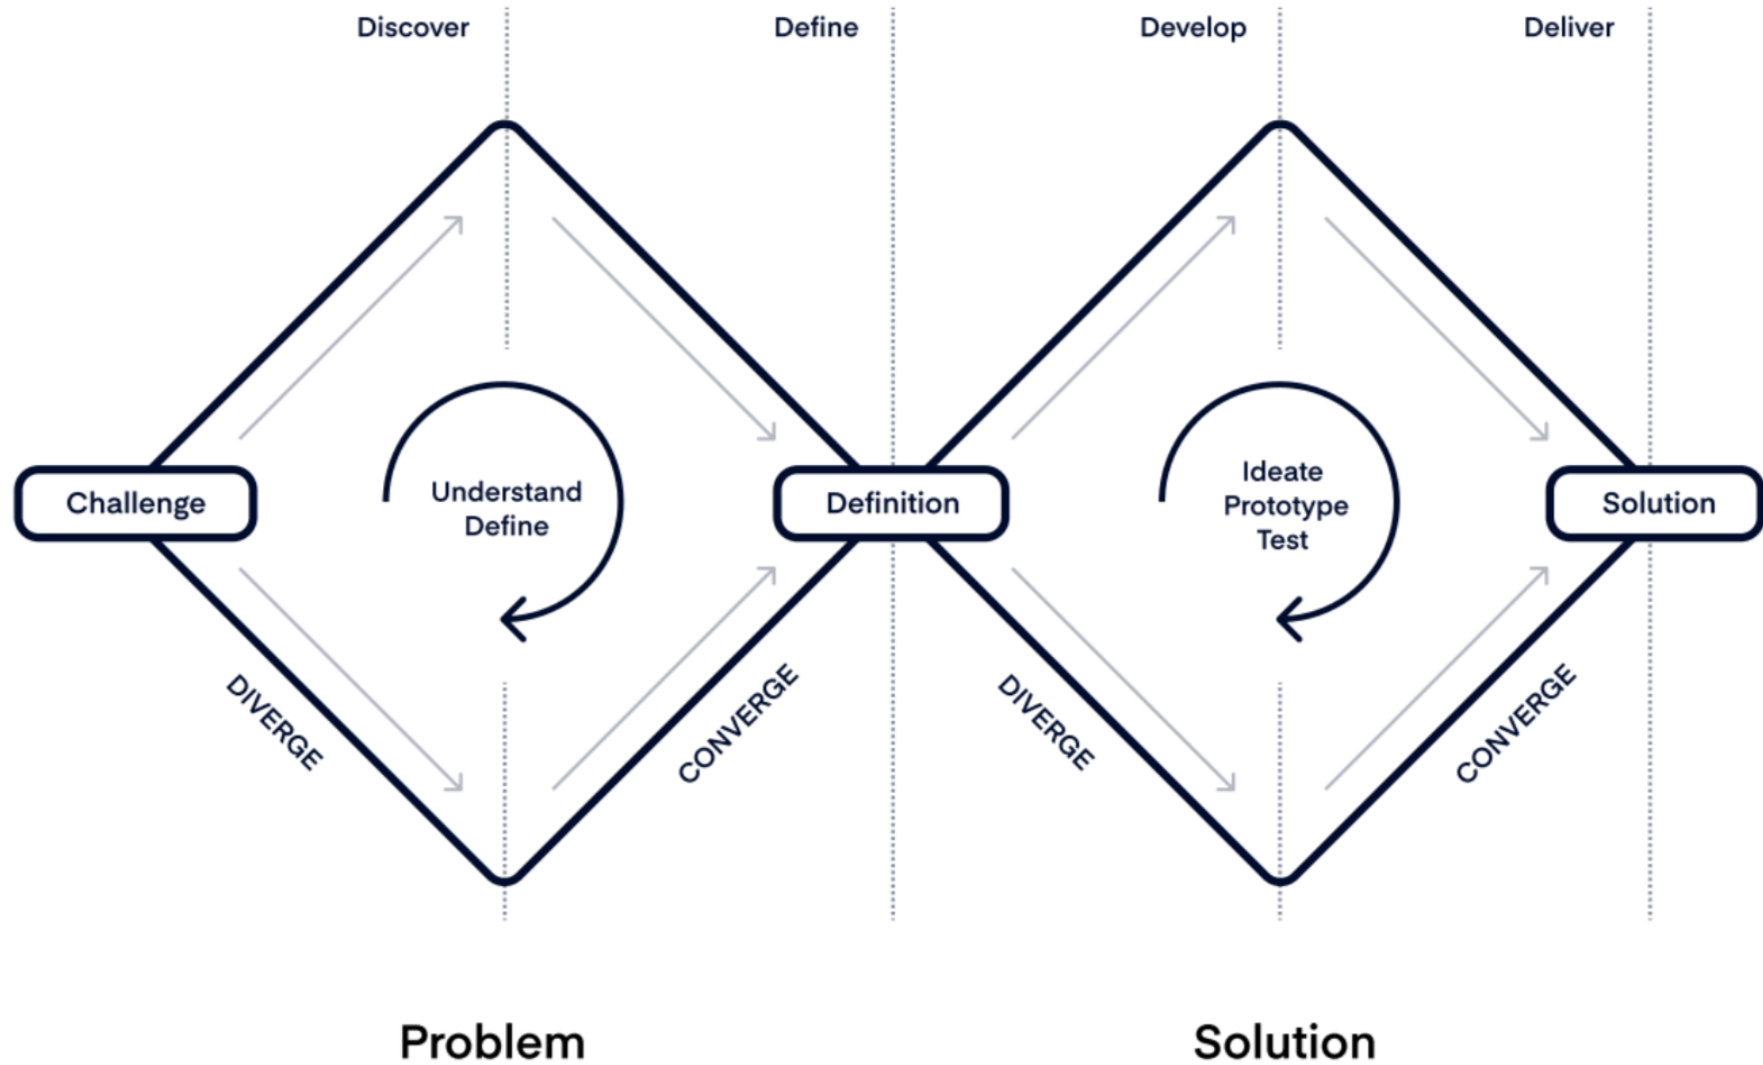 Discover
Define
Develop
Deliver
Challenge
Understand
Define
Definition
Ideate
Prototype
Test
Solution
DIVERGE
CONVERGE
DIVERGE
CONVERGE
Problem
Solution